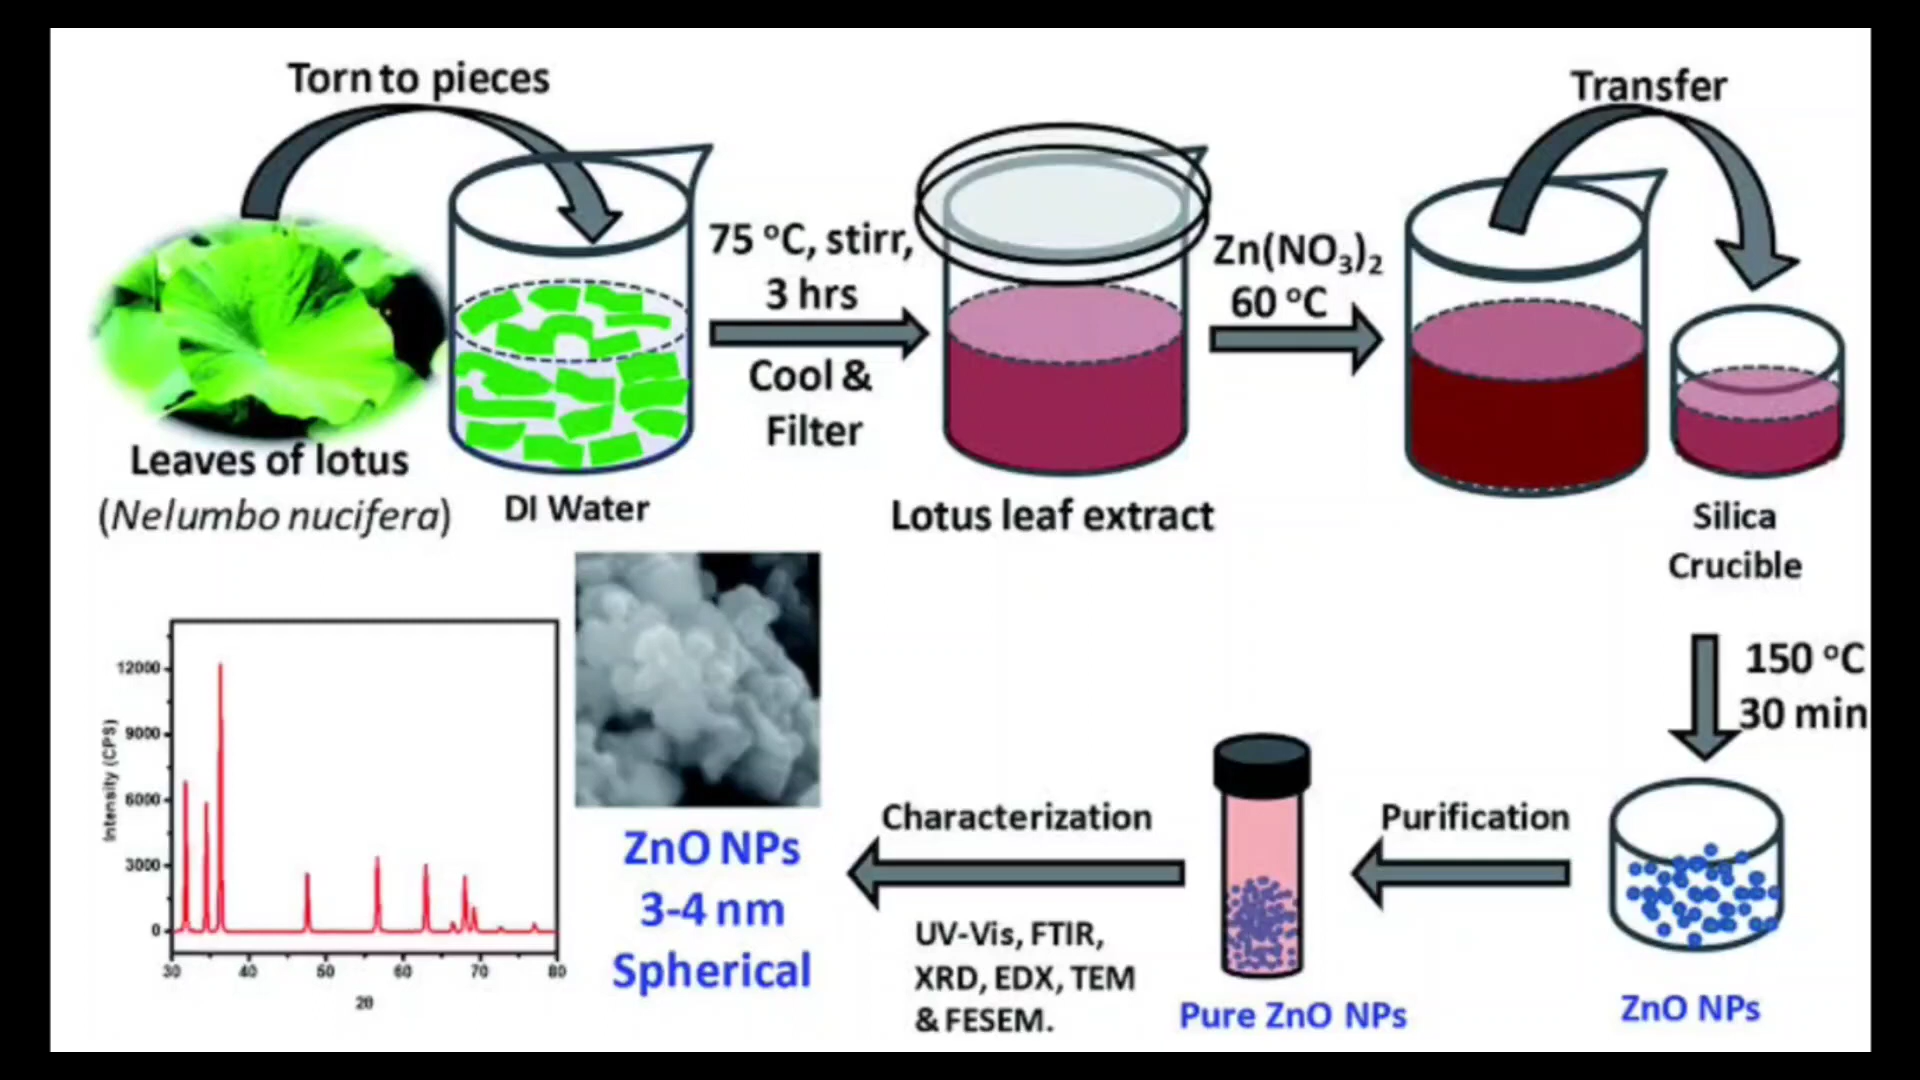 Torn to pieces
Transfer
75 °C, stirr,
3 hrs
Cool &
Filter
Zn(NO₃)₂
60 °C
Leaves of lotus
(Nelumbo nucifera)
DI Water
Lotus leaf extract
Silica
Crucible
150 °C
30 min
Purification
Characterization
UV-Vis, FTIR,
XRD, EDX, TEM
& FESEM.
ZnO NPs
Pure ZnO NPs
ZnO NPs
3-4 nm
Spherical
Intensity (CPS)
12000
9000
6000
3000
0
30 40 50 60 70 80
2θ